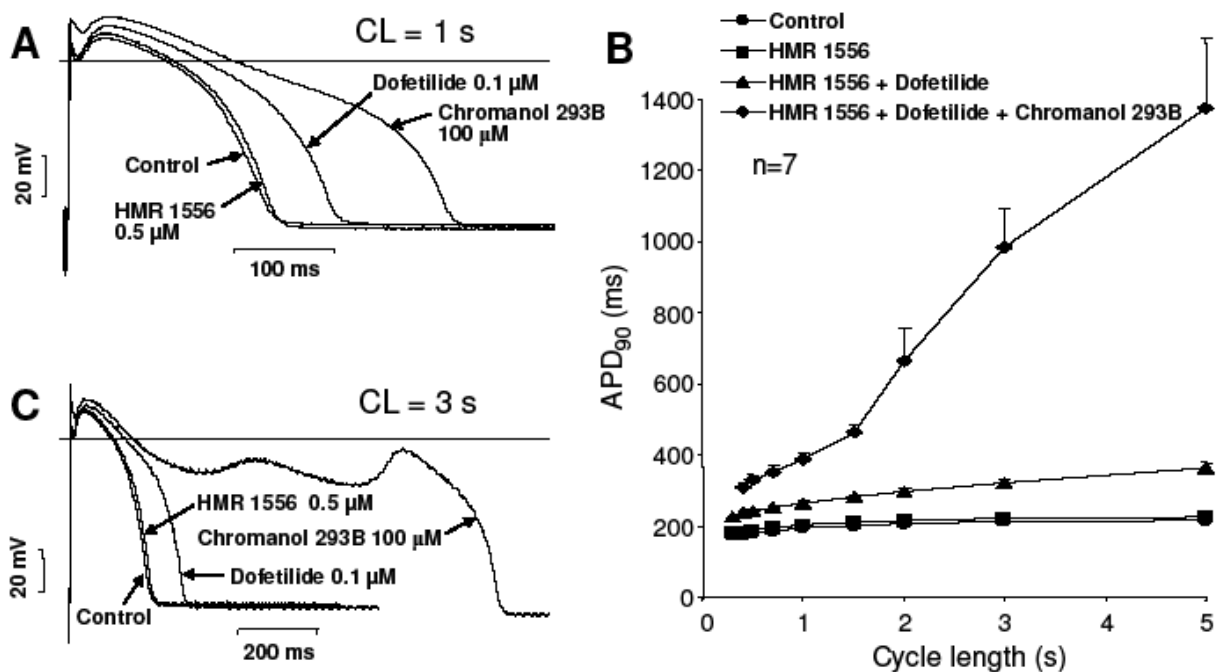 A
CL = 1 s
Dofetilide 0.1 µM
Chromanol 293B
100 µM
Control
HMR 1556
0.5 µM
20 mV
100 ms
B
Control
HMR 1556
HMR 1556 + Dofetilide
HMR 1556 + Dofetilide + Chromanol 293B
n=7
APD90 (ms)
1400
1200
1000
800
600
400
200
0
0
1
2
3
4
5
Cycle length (s)
C
CL = 3 s
HMR 1556 0.5 µM
Chromanol 293B 100 µM
Dofetilide 0.1 µM
Control
20 mV
200 ms